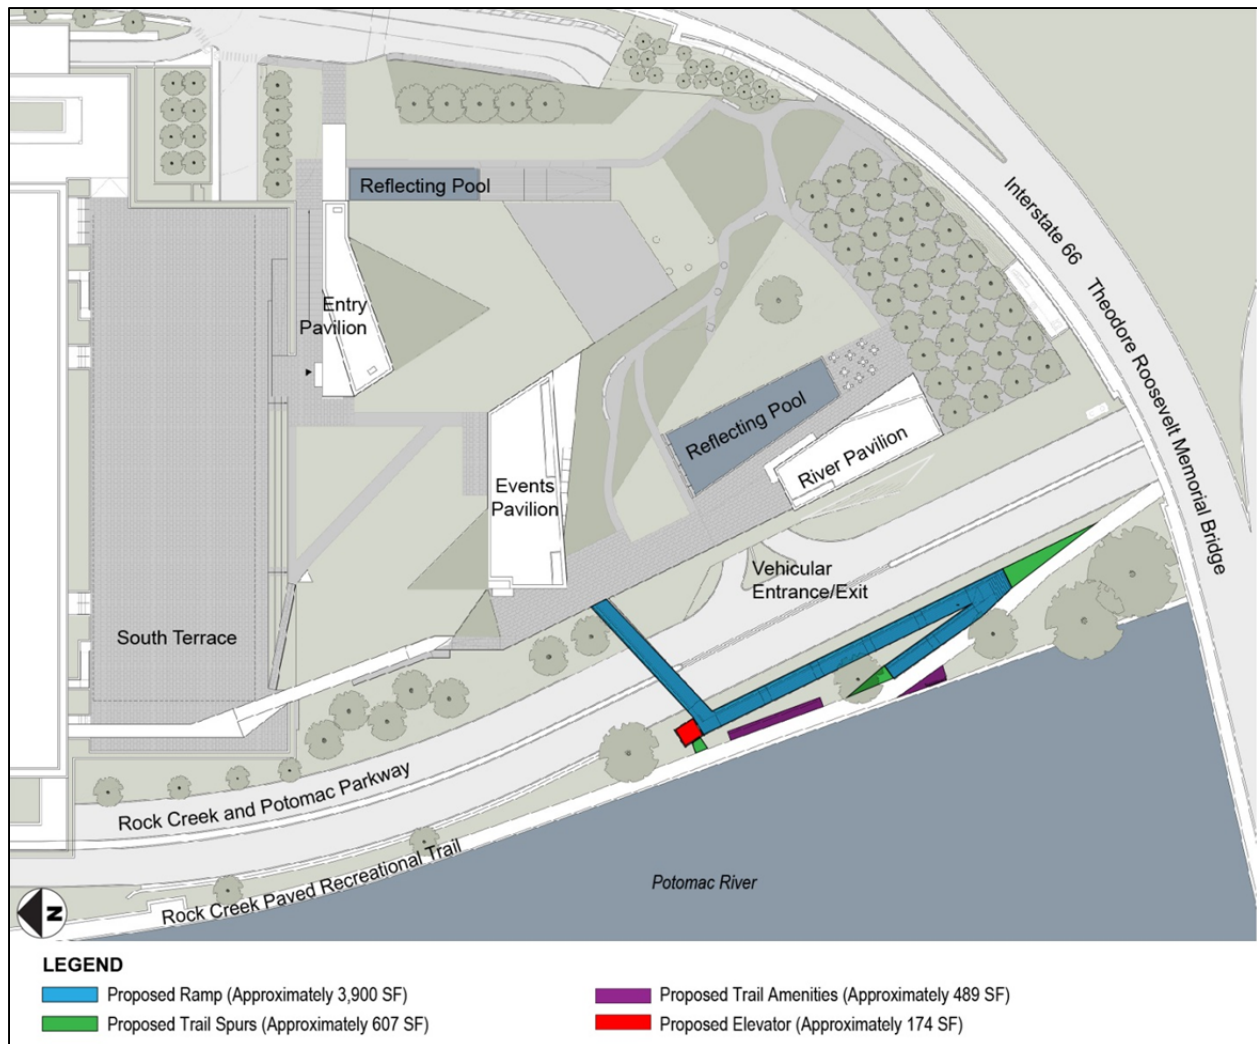 Reflecting Pool
Interstate 66
Theodore Roosevelt Memorial Bridge
Entry
Pavilion
Reflecting Pool
River Pavilion
Events
Pavilion
Vehicular
Entrance/Exit
South Terrace
Rock Creek and Potomac Parkway
Rock Creek Paved Recreational Trail
Potomac River
N
LEGEND
Proposed Ramp (Approximately 3,900 SF)
Proposed Trail Spurs (Approximately 607 SF)
Proposed Trail Amenities (Approximately 489 SF)
Proposed Elevator (Approximately 174 SF)